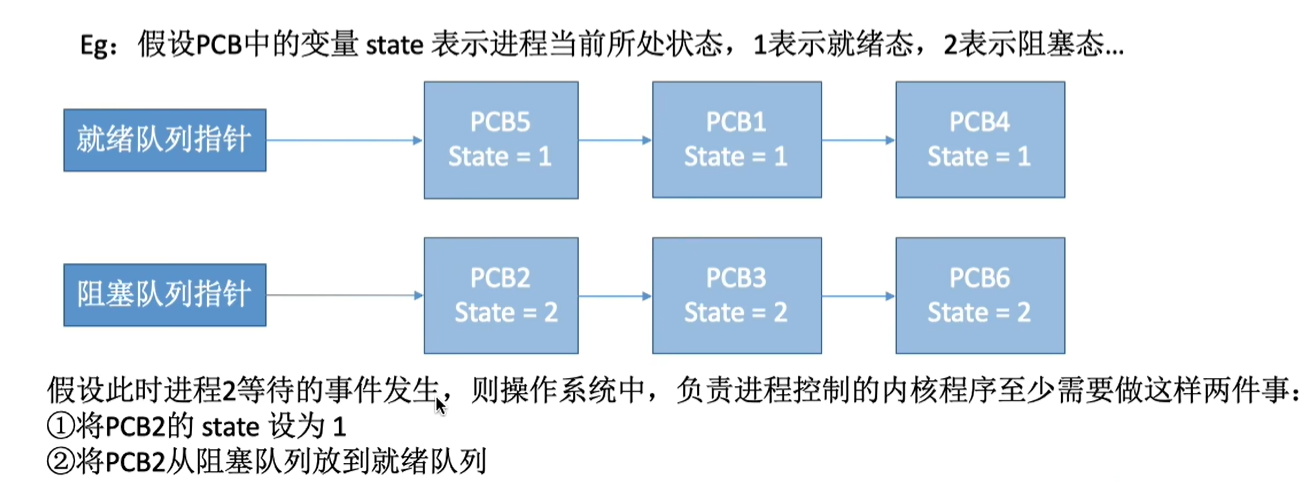 Eg：假设PCB中的变量 state 表示进程当前所处状态，1表示就绪态，2表示阻塞态...
就绪队列指针
PCB5
State = 1
PCB1
State = 1
PCB4
State = 1
阻塞队列指针
PCB2
State = 2
PCB3
State = 2
PCB6
State = 2
假设此时进程2等待的事件发生，则操作系统中，负责进程控制的内核程序至少需要做这样两件事：
①将PCB2的 state 设为 1
②将PCB2从阻塞队列放到就绪队列